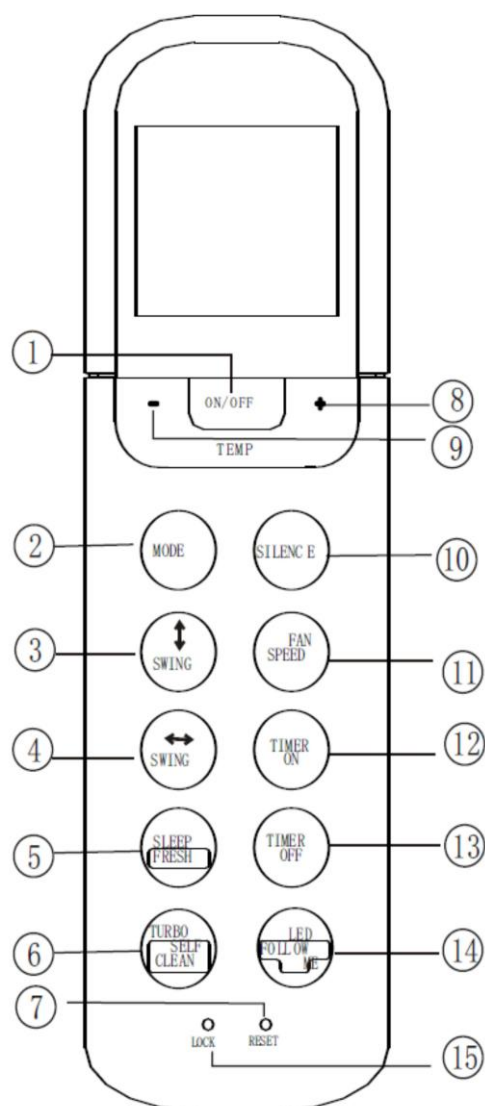 ①
ON/OFF
-
+
⑧
TEMP
⑨
②
MODE
SILENC E
⑩
③
SWING
FAN
SPEED
⑪
④
SWING
TIMER
ON
⑫
⑤
SLEEP
FRESH
TIMER
OFF
⑬
⑥
TURBO
SELF
CLEAN
LED
FOLLOW
ME
⑭
⑦
LOCK
RESET
⑮